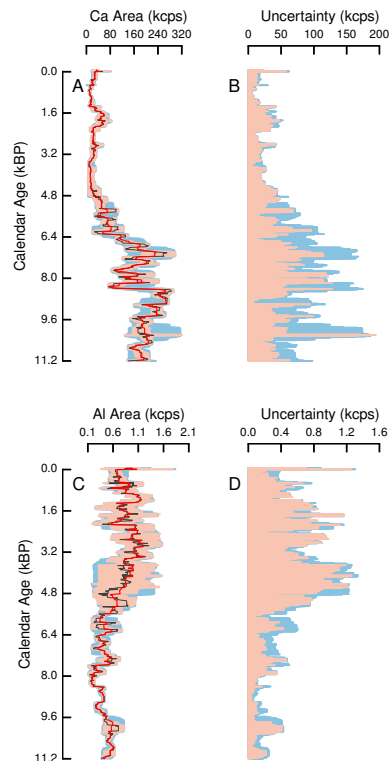 Ca Area (kcps) Uncertainty (kcps)
0 80 160 240 320 0 50 100 150 200
A B
0.0
1.6
3.2
4.8
6.4
8.0
9.6
11.2
Calendar Age (kBP)
Al Area (kcps) Uncertainty (kcps)
0.1 0.6 1.1 1.6 2.1 0.0 0.4 0.8 1.2 1.6
C D
0.0
1.6
3.2
4.8
6.4
8.0
9.6
11.2
Calendar Age (kBP)